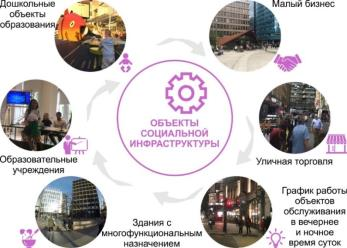 Дошкольные
объекты
образования
Малый бизнес
ОБЪЕКТЫ
СОЦИАЛЬНОЙ
ИНФРАСТРУКТУРЫ
Образовательные
учреждения
Уличная торговля
Здания с
многофункциональным
назначением
График работы
объектов
обслуживания
в вечернее
и ночное
время суток